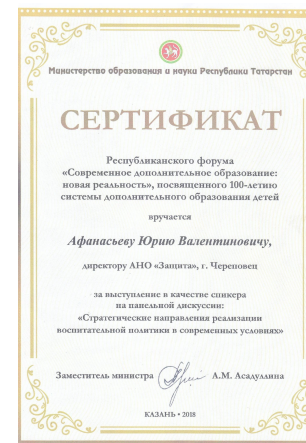 Министерство образования и науки Республики Татарстан
СЕРТИФИКАТ
Республиканского форума
«Современное дополнительное образование:
новая реальность», посвященного 100-летию
системы дополнительного образования детей
вручается
Афанасьеву Юрию Валентиновичу,
директору АНО «Защита», г. Череповец
за выступление в качестве спикера
на панельной дискуссии:
«Стратегические направления реализации
воспитательной политики в современных условиях»
Заместитель министра А.М. Асадуллина
КАЗАНЬ • 2018